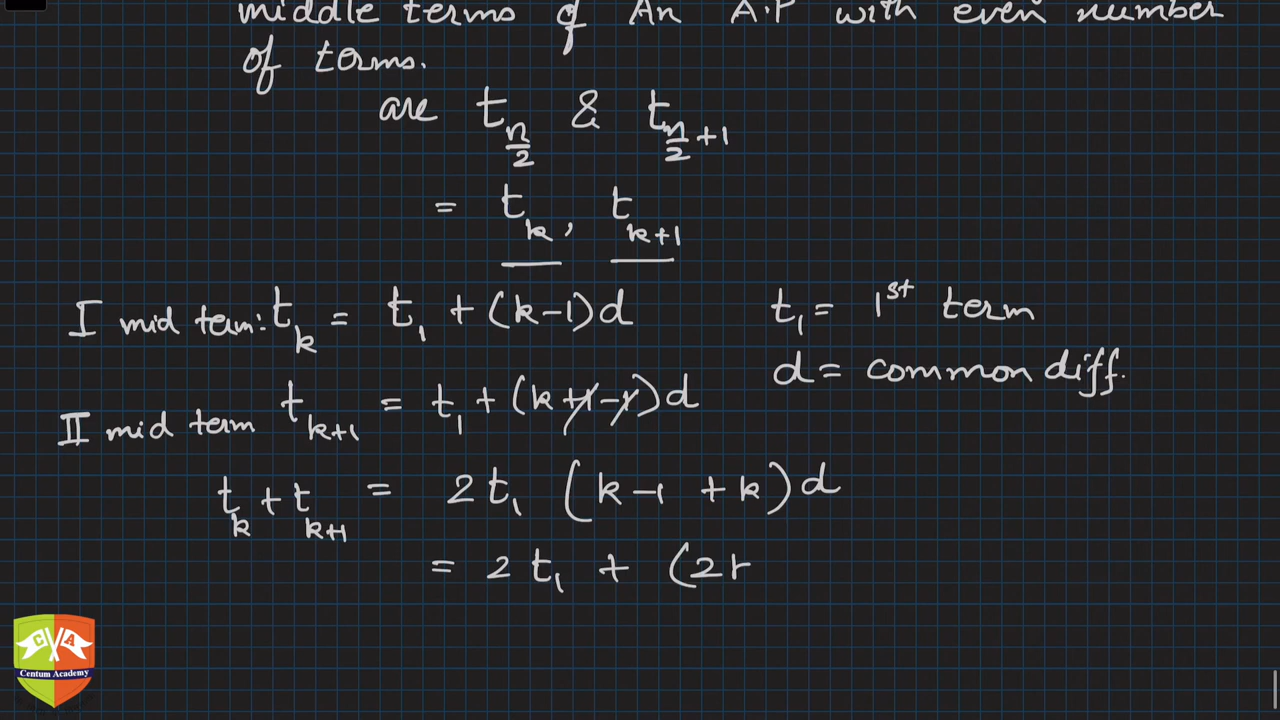 middle terms of An A.P with even number
of terms.
are t_{n/2} & t_{n/2 +1}
= t_k, t_{k+1}
I mid term: t_k = t_1 + (k-1)d
t_1 = 1st term
d = common diff.
II mid term t_{k+1} = t_1 + (k+1-1)d
t_k + t_{k+1} = 2t_1 (k-1 +k)d
= 2t_1 + (2
C A
Centum Academy